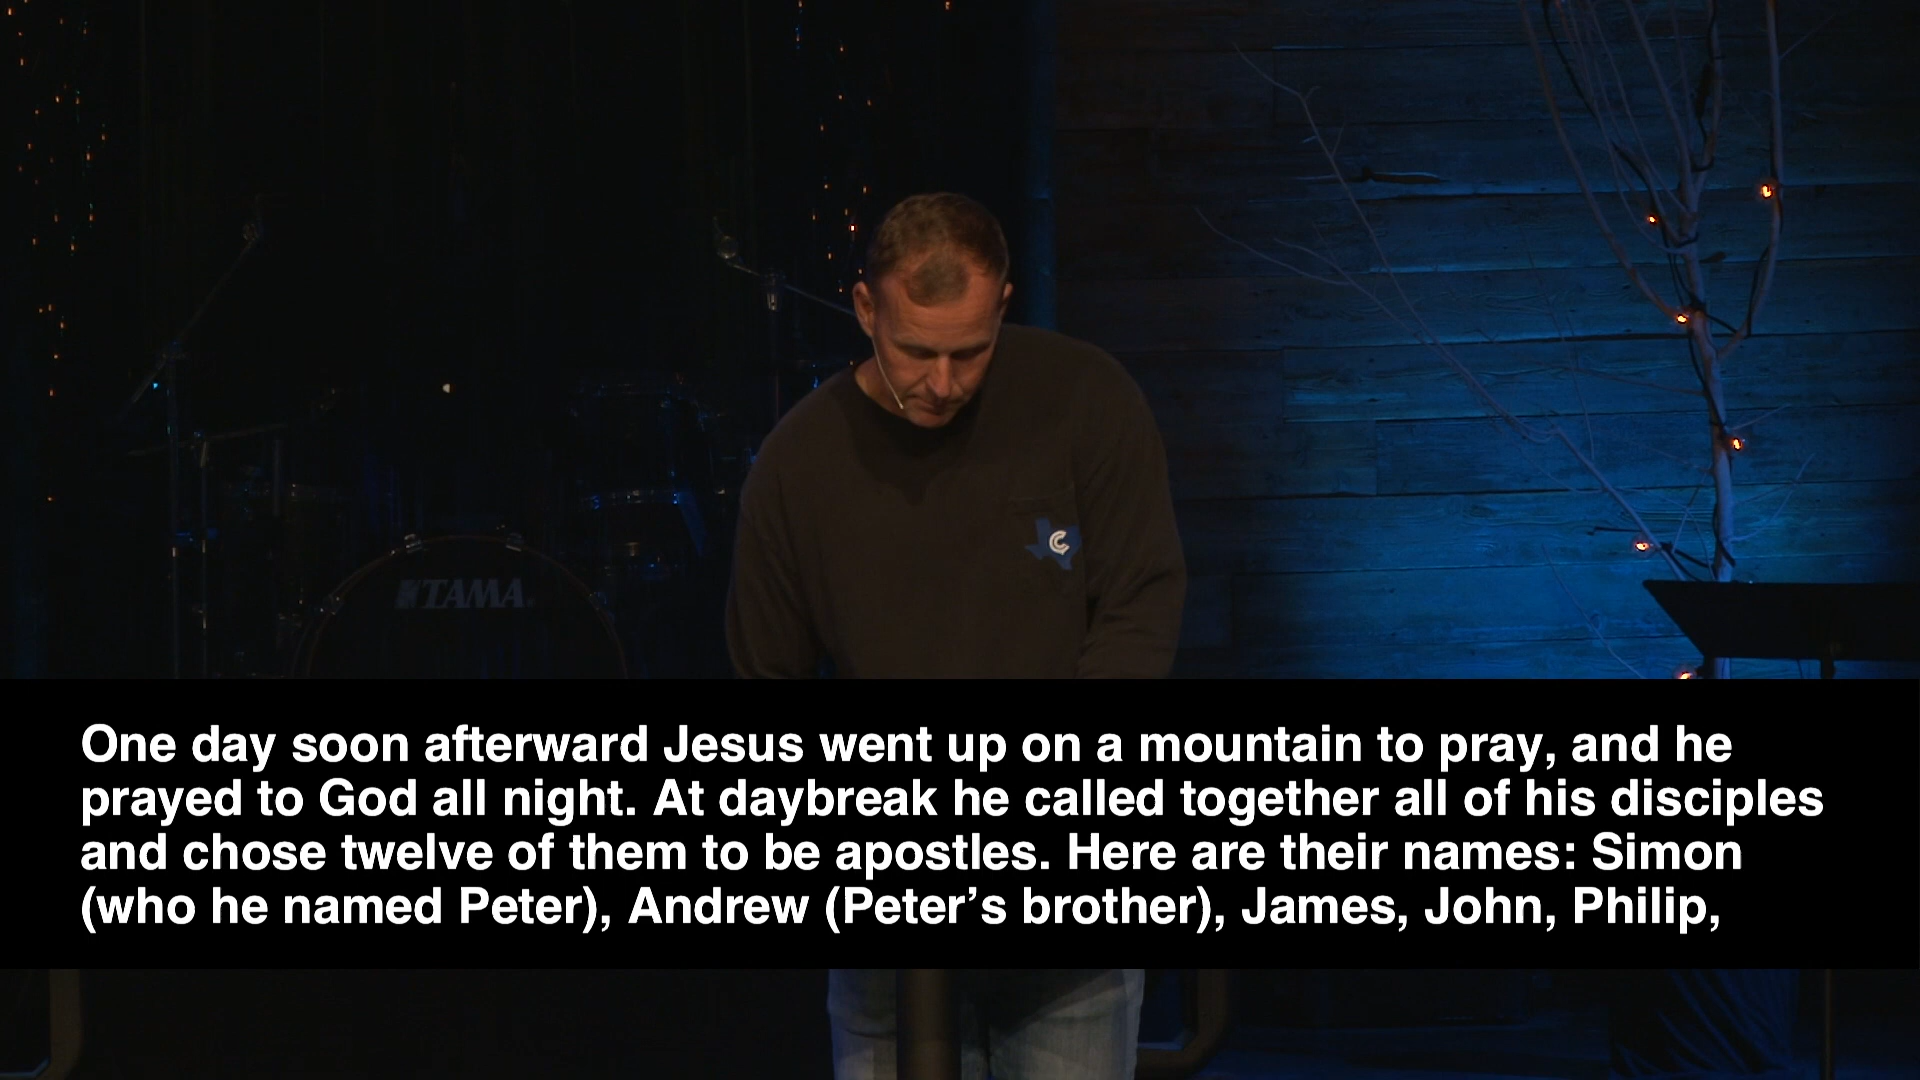 C
TAMA
One day soon afterward Jesus went up on a mountain to pray, and he
prayed to God all night. At daybreak he called together all of his disciples
and chose twelve of them to be apostles. Here are their names: Simon
(who he named Peter), Andrew (Peter’s brother), James, John, Philip,